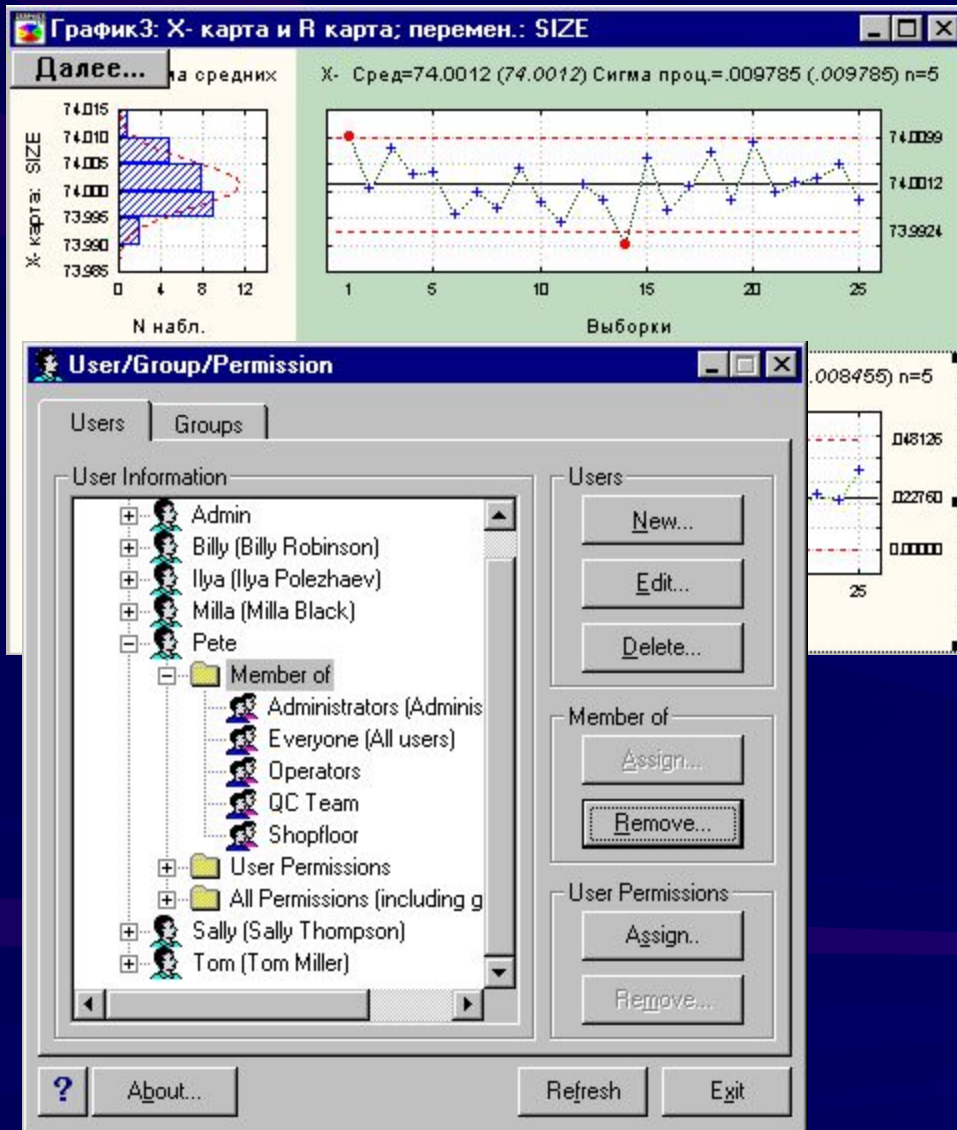 График3: X- карта и R карта; перемен.: SIZE
Далее...
ма средних
X- Сред=74.0012 (74.0012) Сигма проц.=.009785 (.009785) n=5
X- карта: SIZE
74.015
74.010
74.005
74.000
73.995
73.990
73.985
0 4 8 12
N набл.
74.0099
74.0012
73.9924
1 5 10 15 20 25
Выборки
.008455) n=5
.048126
.022760
0.00000
25
User/Group/Permission
Users
Groups
User Information
Admin
Billy (Billy Robinson)
Ilya (Ilya Polezhaev)
Milla (Milla Black)
Pete
Member of
Administrators (Adminis
Everyone (All users)
Operators
QC Team
Shopfloor
User Permissions
All Permissions (including g
Sally (Sally Thompson)
Tom (Tom Miller)
Users
New...
Edit...
Delete...
Member of
Assign...
Remove...
User Permissions
Assign..
Remove...
?
About...
Refresh
Exit